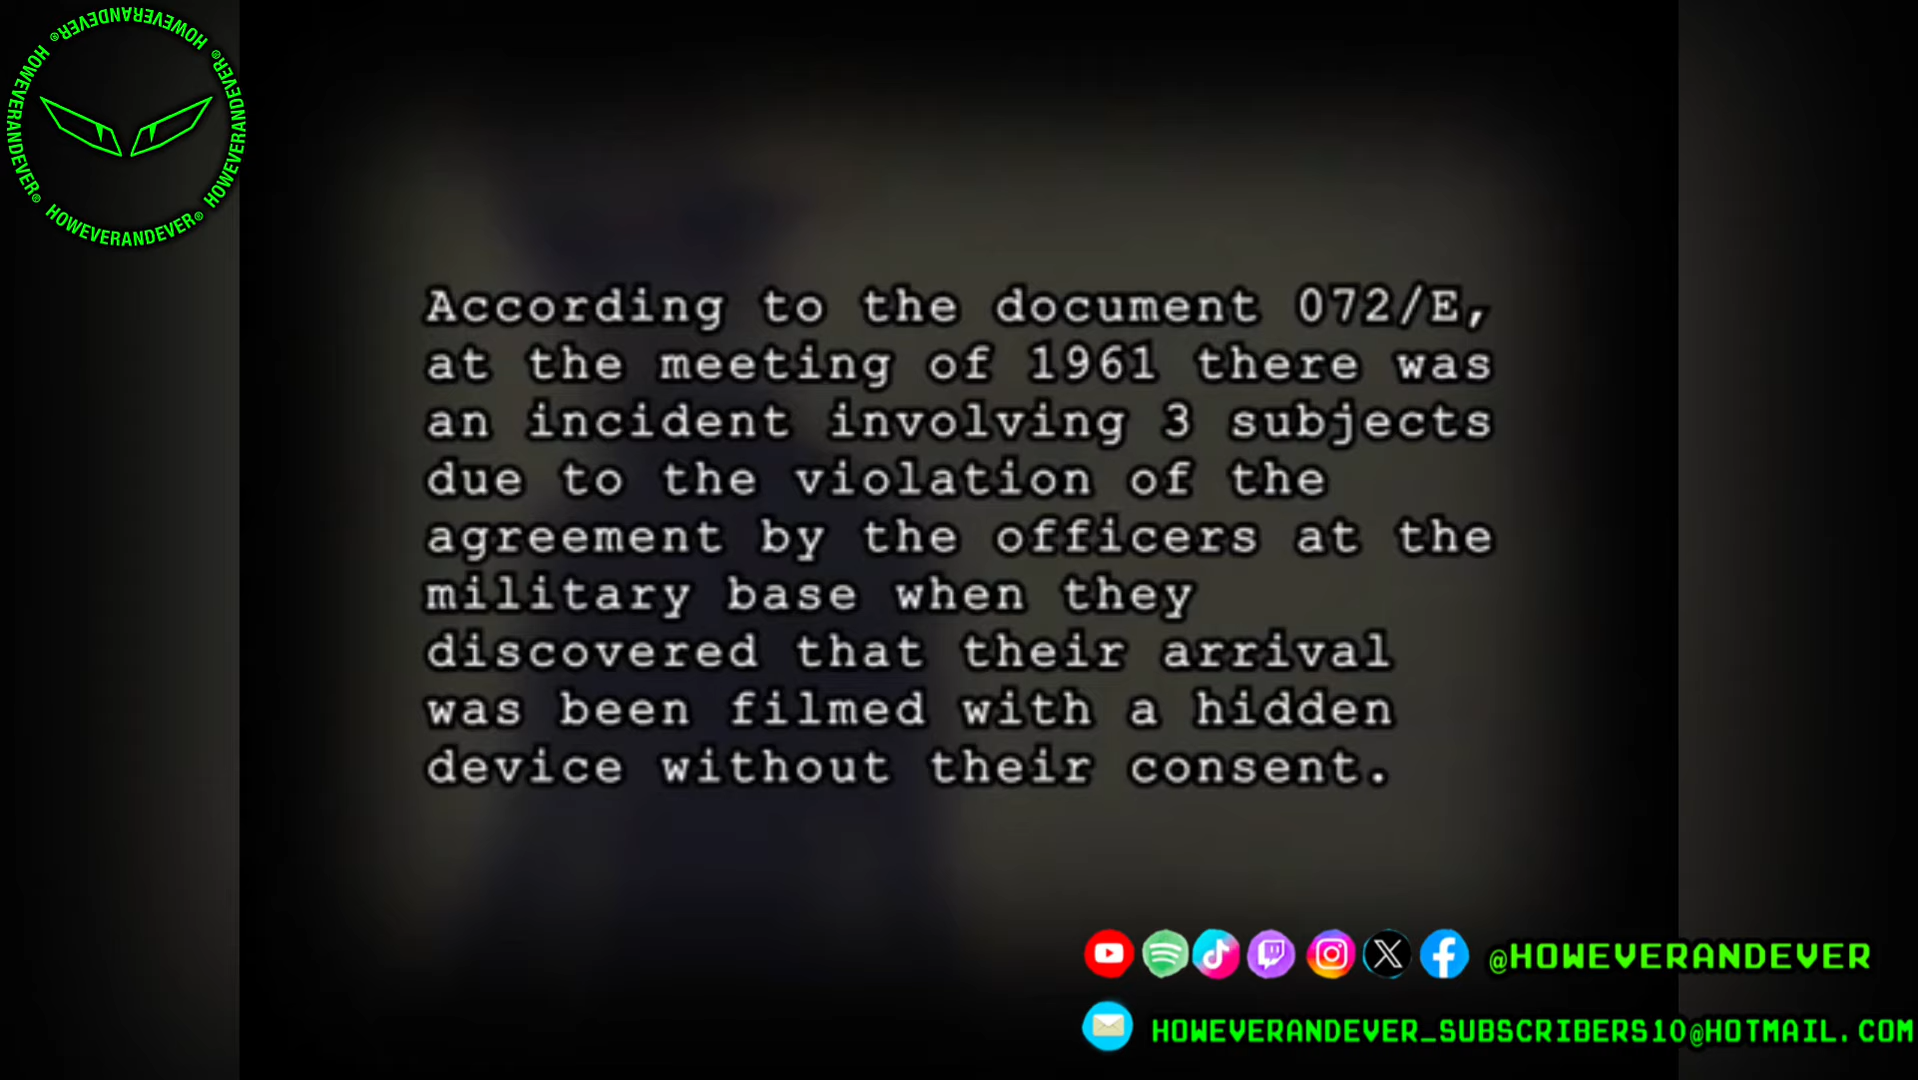 HOWEVERANDEVER® HOWEVERANDEVER® HOWEVERANDEVER® HOWEVERANDEVER®
According to the document 072/E,
at the meeting of 1961 there was
an incident involving 3 subjects
due to the violation of the
agreement by the officers at the
military base when they
discovered that their arrival
was been filmed with a hidden
device without their consent.
@HOWEVERANDEVER
HOWEVERANDEVER_SUBSCRIBERS10@HOTMAIL.COM